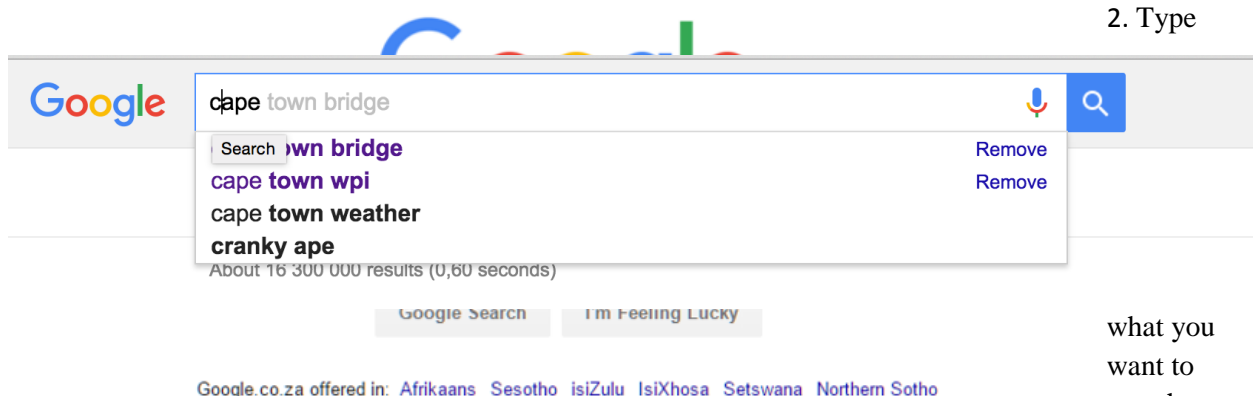 2. Type
Google
cape town bridge
Search own bridge
Remove
cape town wpi
Remove
cape town weather
cranky ape
About 16 300 000 results (0,60 seconds)
Google Search I'm Feeling Lucky
what you
want to
Google.co.za offered in: Afrikaans Sesotho isiZulu IsiXhosa Setswana Northern Sotho